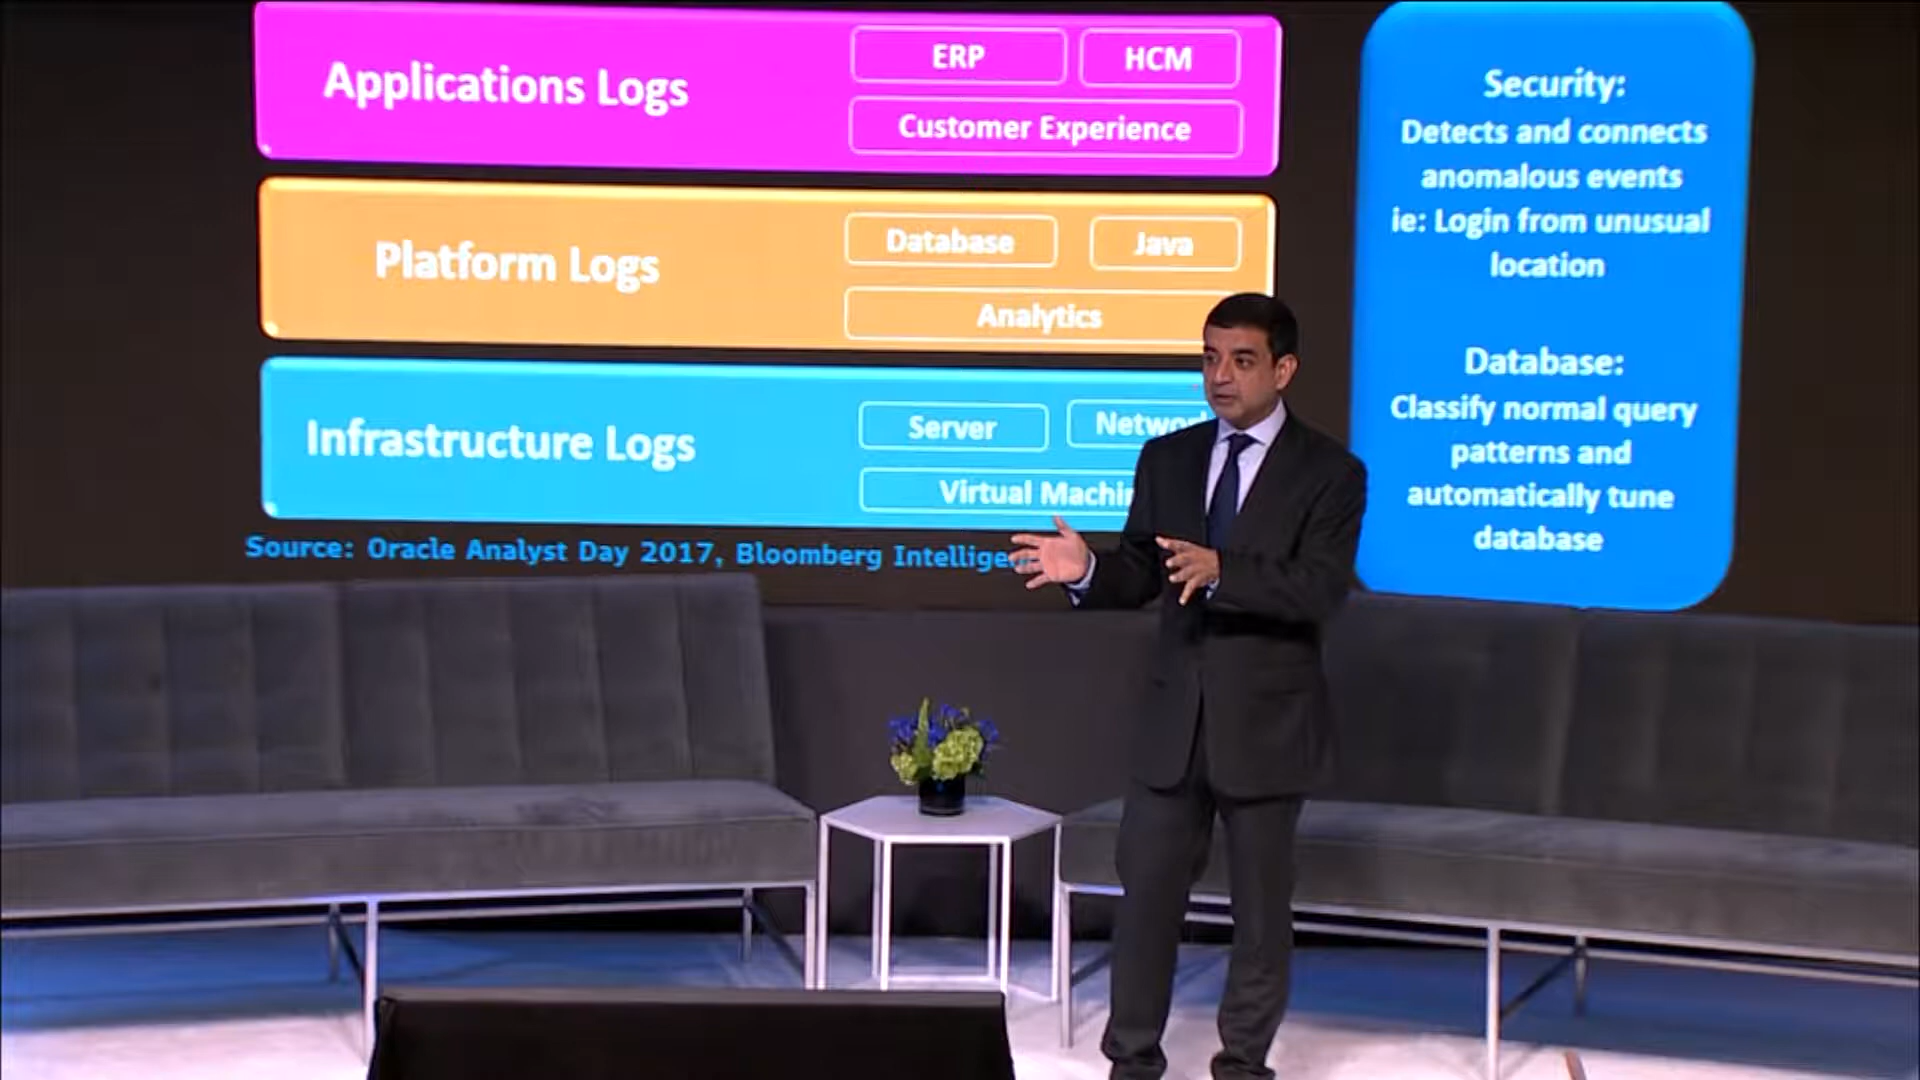 Applications Logs
ERP
HCM
Customer Experience
Platform Logs
Database
Java
Analytics
Infrastructure Logs
Server
Virtual
Source: Oracle Analyst Day 2017, Bloomberg
Security:
Detects and connects
anomalous events
ie: Login from unusual
location
Database:
Classify normal query
patterns and
automatically tune
database